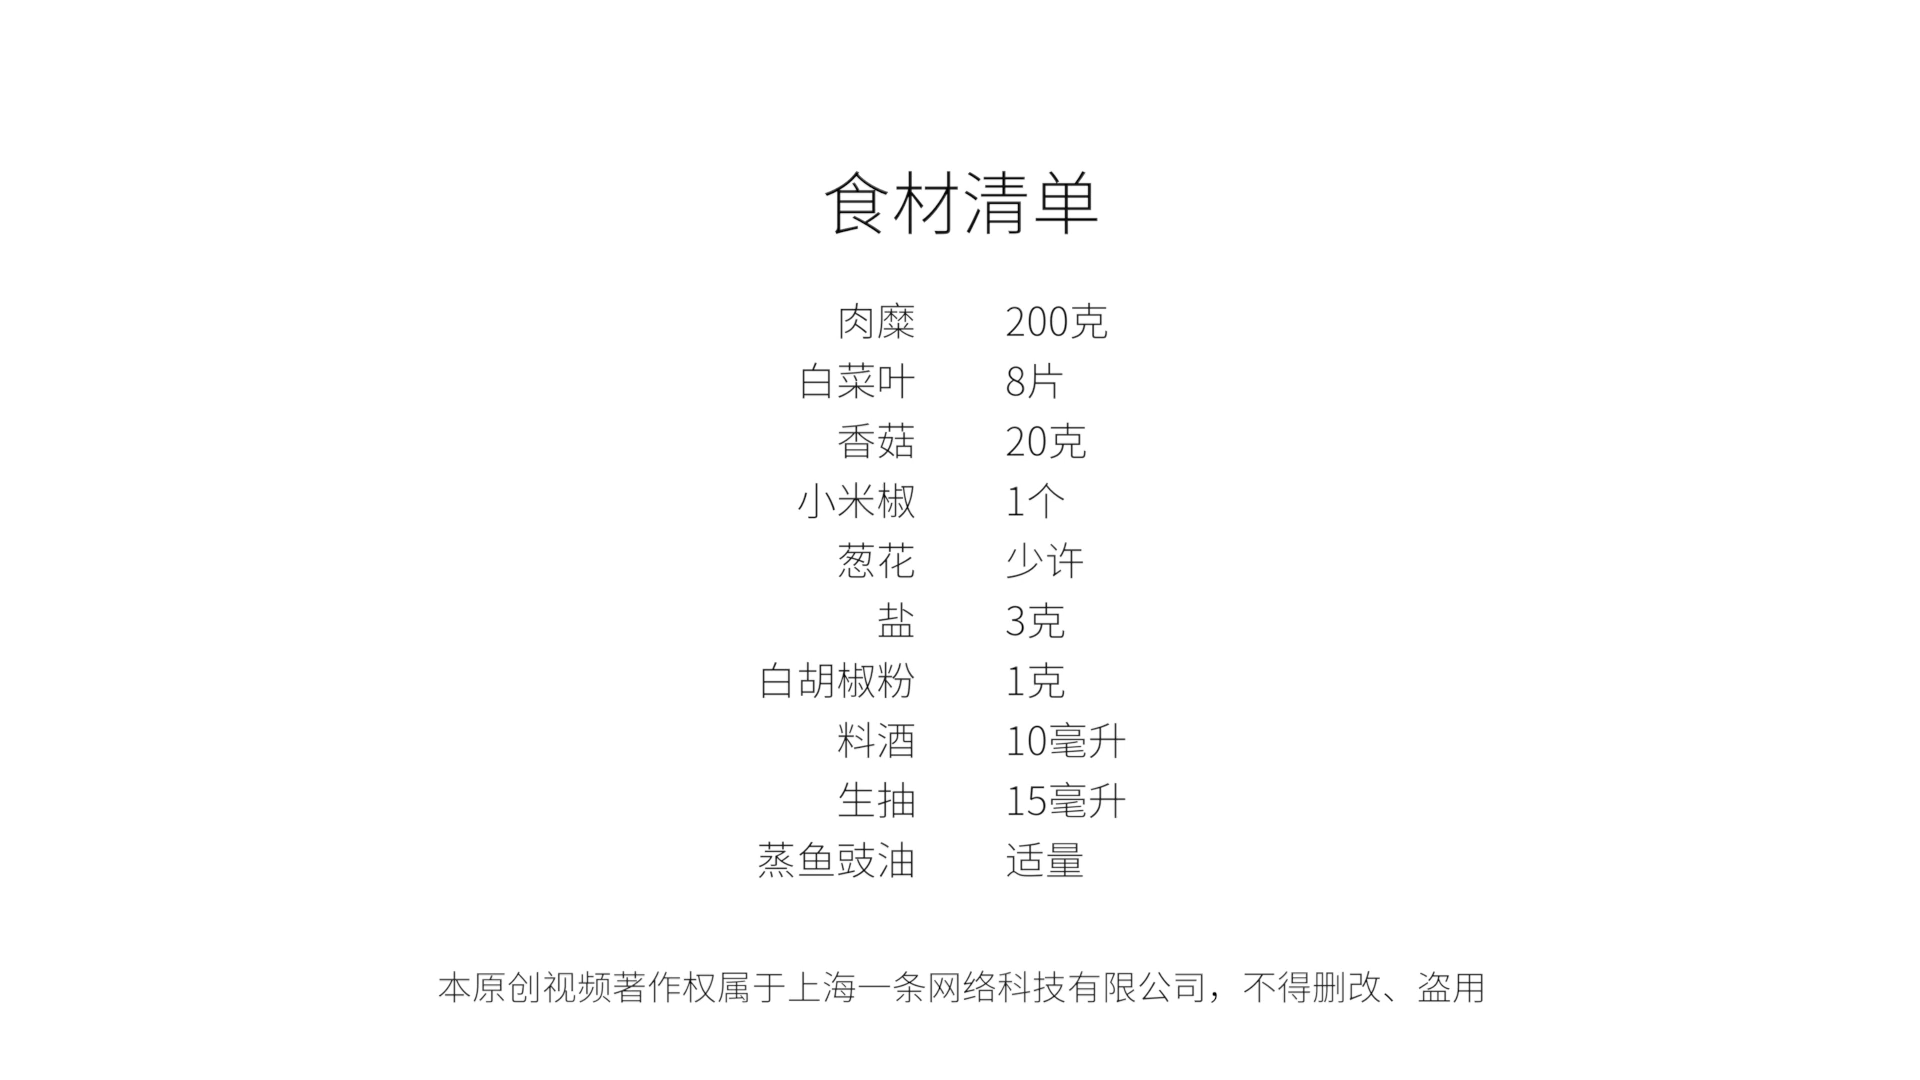 食材清单
肉糜 200克
白菜叶 8片
香菇 20克
小米椒 1个
葱花 少许
盐 3克
白胡椒粉 1克
料酒 10毫升
生抽 15毫升
蒸鱼豉油 适量
本原创视频著作权属于上海一条网络科技有限公司，不得删改、盗用